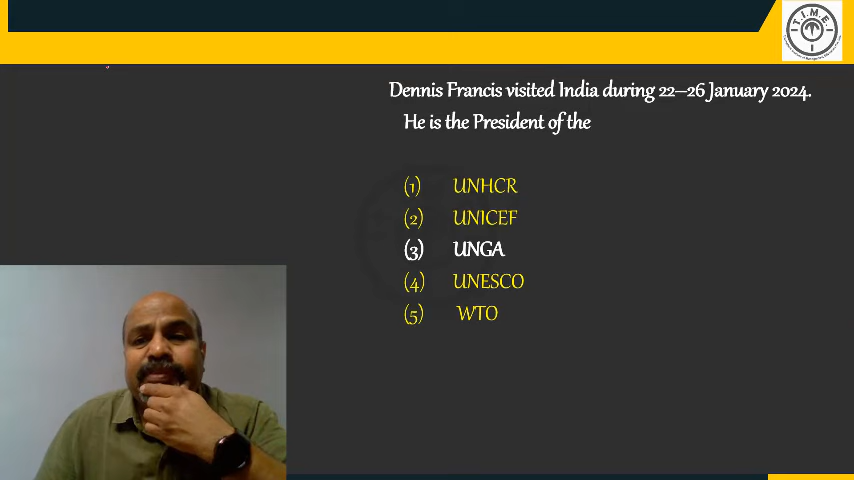 T.I.M.E.
Dennis Francis visited India during 22–26 January 2024.
He is the President of the
(1) UNHCR
(2) UNICEF
(3) UNGA
(4) UNESCO
(5) WTO